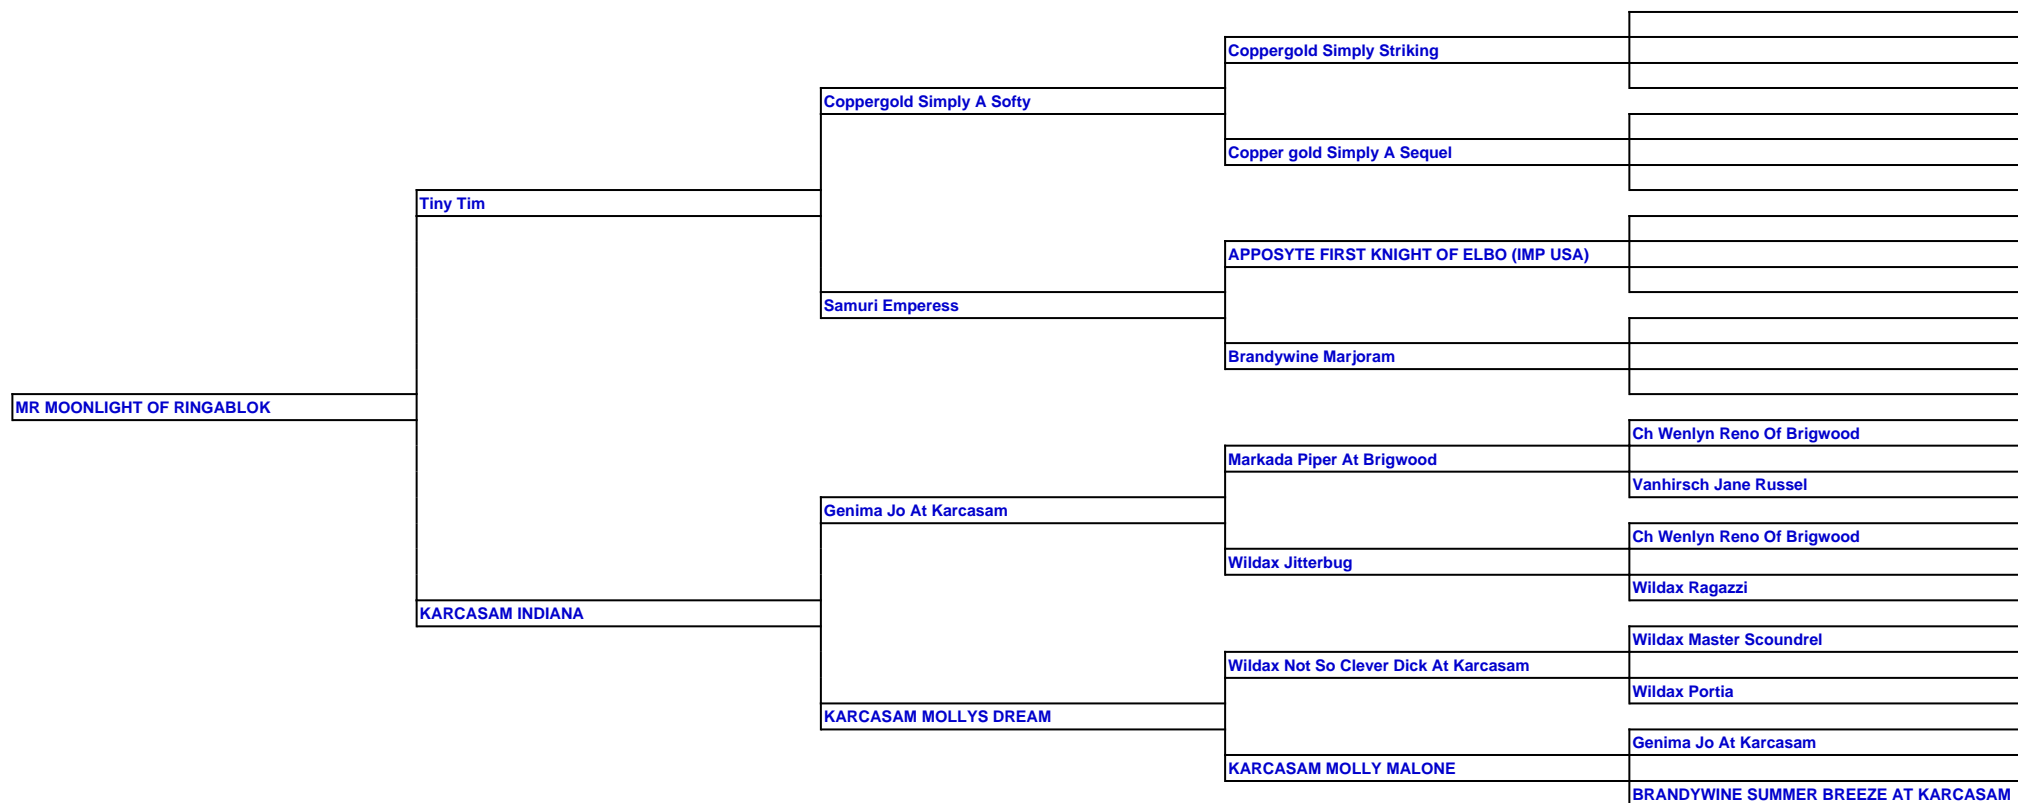 Coppergold Simply Striking
Coppergold Simply A Softy
Copper gold Simply A Sequel
Tiny Tim
APPOSYTE FIRST KNIGHT OF ELBO (IMP USA)
Samuri Emperess
Brandywine Marjoram
MR MOONLIGHT OF RINGABLOK
Ch Wenlyn Reno Of Brigwood
Markada Piper At Brigwood
Vanhirsch Jane Russel
Genima Jo At Karcasam
Ch Wenlyn Reno Of Brigwood
Wildax Jitterbug
Wildax Ragazzi
KARCASAM INDIANA
Wildax Master Scoundrel
Wildax Not So Clever Dick At Karcasam
Wildax Portia
KARCASAM MOLLYS DREAM
Genima Jo At Karcasam
KARCASAM MOLLY MALONE
BRANDYWINE SUMMER BREEZE AT KARCASAM